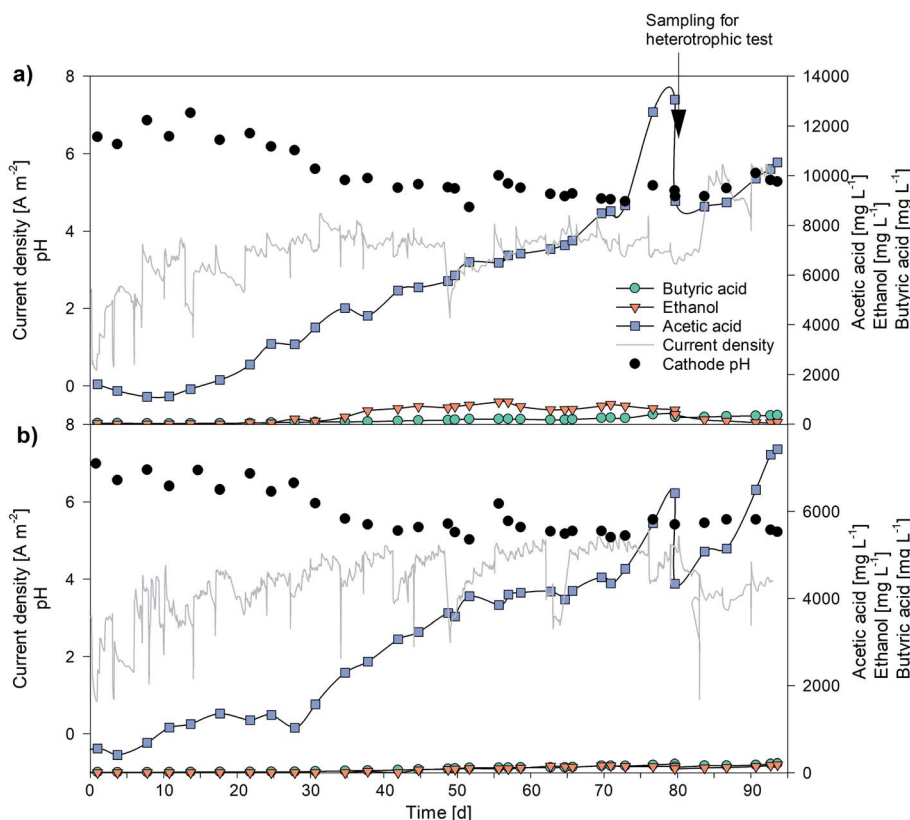 Sampling for
heterotrophic test
a)
8
6
4
2
0
Current density [A m-2]
pH
14000
12000
10000
8000
6000
4000
2000
0
Acetic acid [mg L-1]
Ethanol [mg L-1]
Butyric acid [mg L-1]
Butyric acid
Ethanol
Acetic acid
Current density
Cathode pH
b)
8
6
4
2
0
Current density [A m-2]
pH
6000
4000
2000
0
Acetic acid [mg L-1]
Ethanol [mg L-1]
Butyric acid [mg L-1]
0 10 20 30 40 50 60 70 80 90
Time [d]